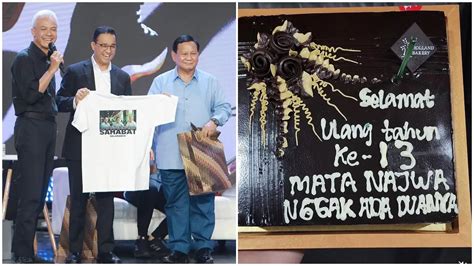 SAHABAT
HOLLAND
BAKERY
Selamat
Ulang tahun
ke-13
MATA NAJWA
NGGAK ADA DUANYA